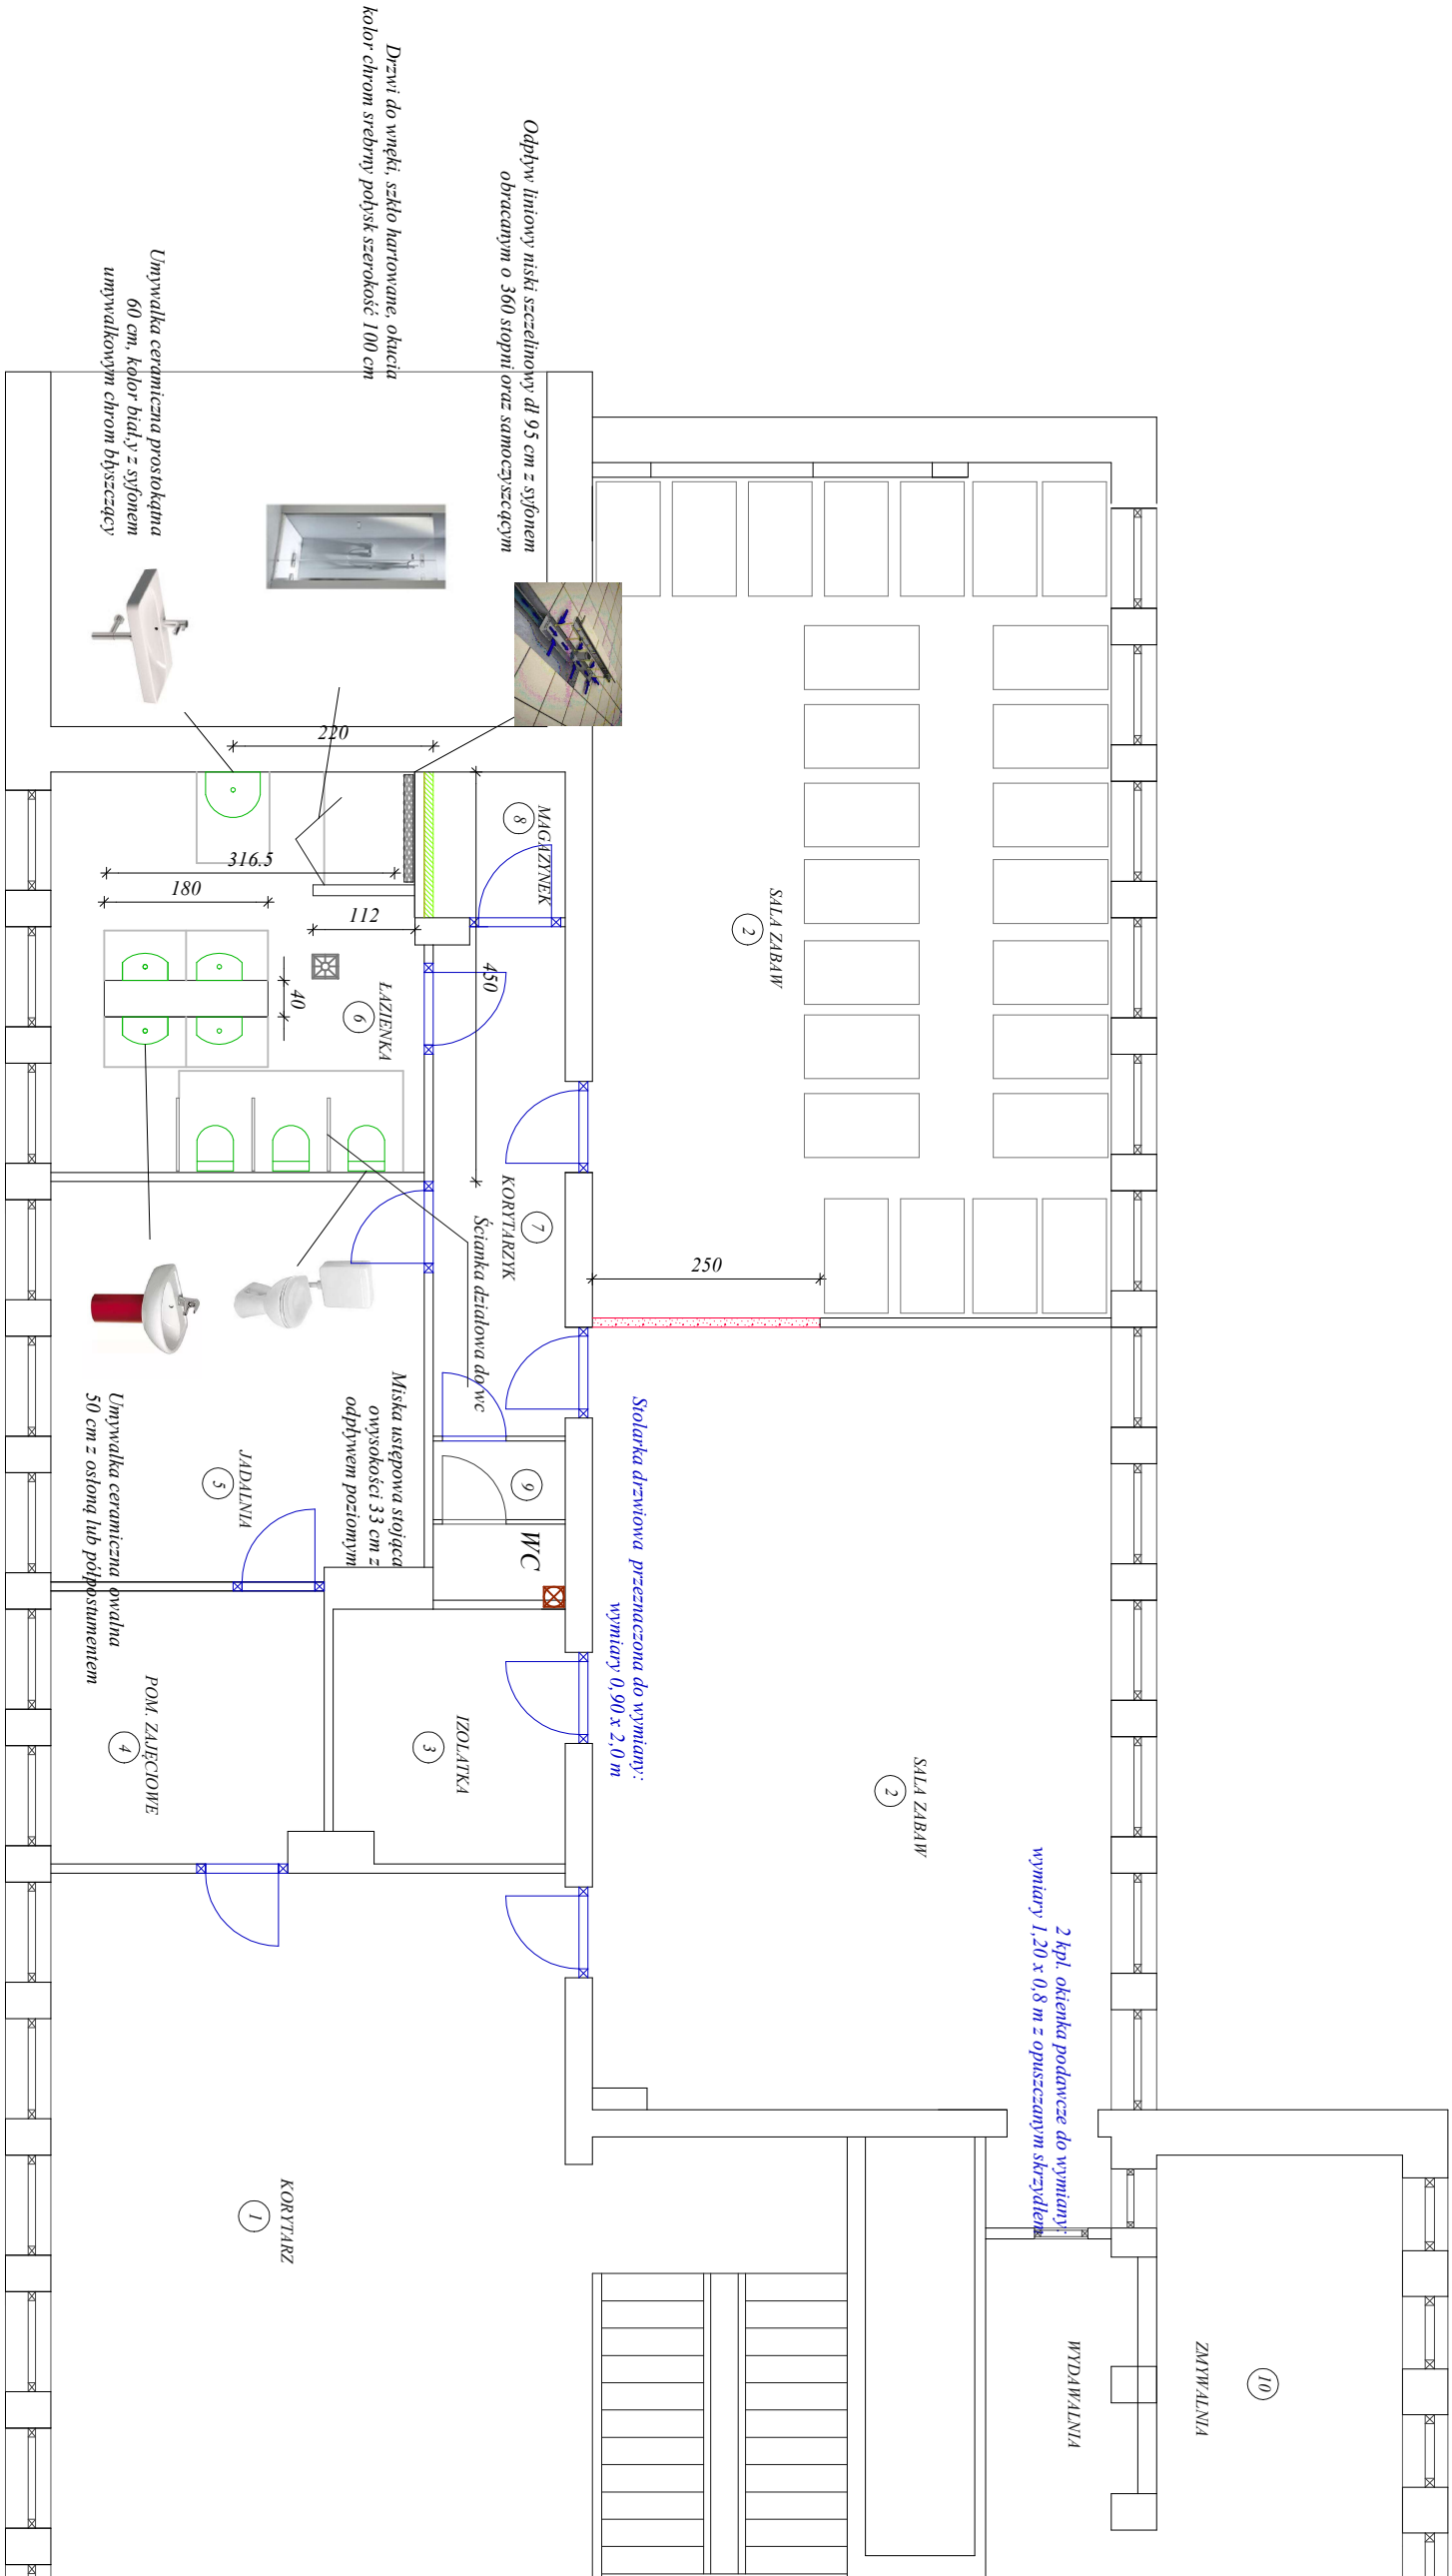 Drzwi do wnęki, szkło hartowane, okucia
kolor chrom srebrny połysk szerokość 100 cm
Odpływ liniowy niski szczelinowy dł 95 cm z syfonem
obracanym o 360 stopni oraz samoczyszcącym
Umywalka ceramiczna prostokątna
60 cm, kolor biał,y z syfonem
umywalkowym chrom błyszczący
220
316.5
180
112
40
450
250
MAGAZYNEK
8
ŁAZIENKA
6
SALA ZABAW
2
KORYTARZYK
7
Ścianka działowa do wc
Miska ustępowa stojąca
owysokości 33 cm z
odpływem poziomym
Umywalka ceramiczna owalna
50 cm z osłoną lub półpostumentem
JADALNIA
5
9
WC
Stolarka drzwiowa przeznaczona do wymiany:
wymiary 0,90 x 2,0 m
IZOLATKA
3
POM. ZAJĘCIOWE
4
SALA ZABAW
2
2 kpl. okienka podawcze do wymiany:
wymiary 1,20 x 0,8 m z opuszczanym skrzydłem
KORYTARZ
1
WYDAWALNIA
ZMYWALNIA
10